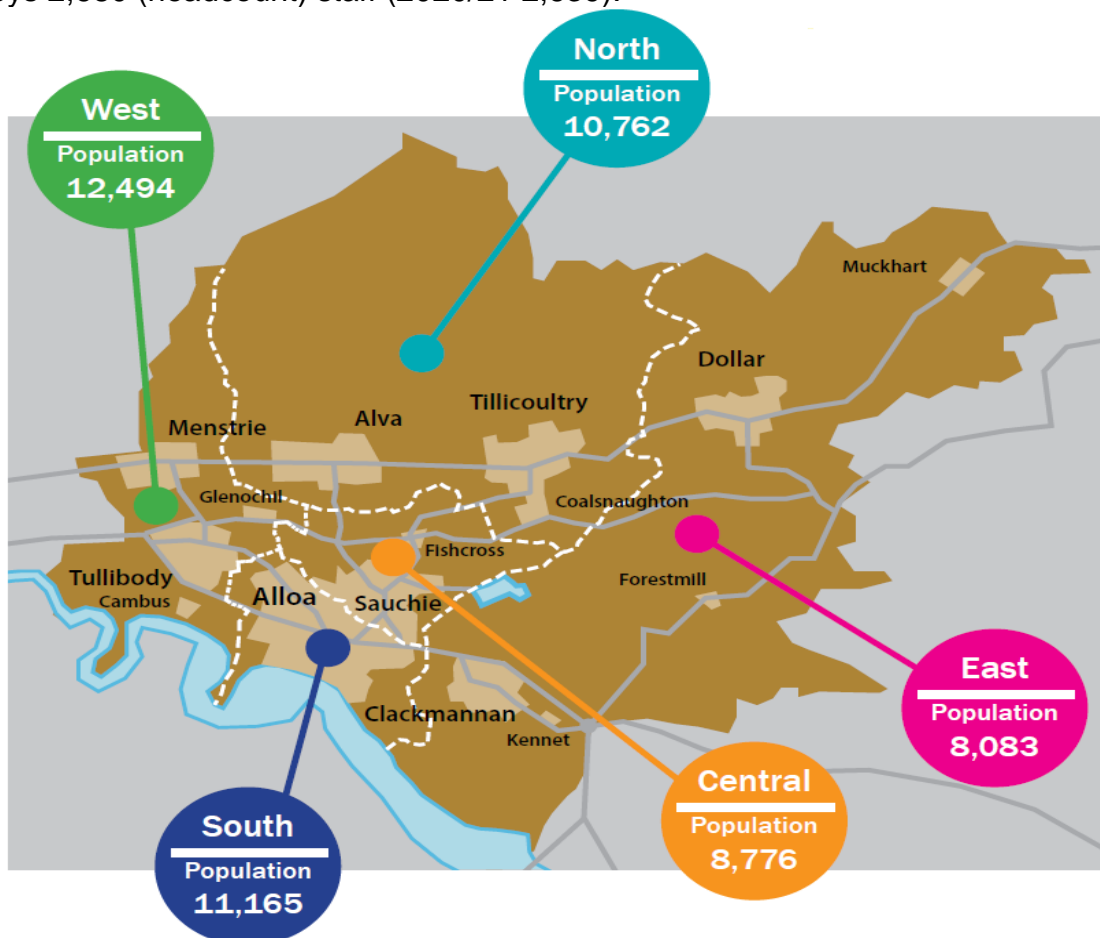 North
Population
10,762
West
Population
12,494
Muckhart
Dollar
Tillicoultry
Alva
Menstrie
Glenochil
Coalsnaughton
Fishcross
Forestmill
Tullibody
Cambus
Alloa
Sauchie
Clackmannan
Kennet
East
Population
8,083
Central
Population
8,776
South
Population
11,165